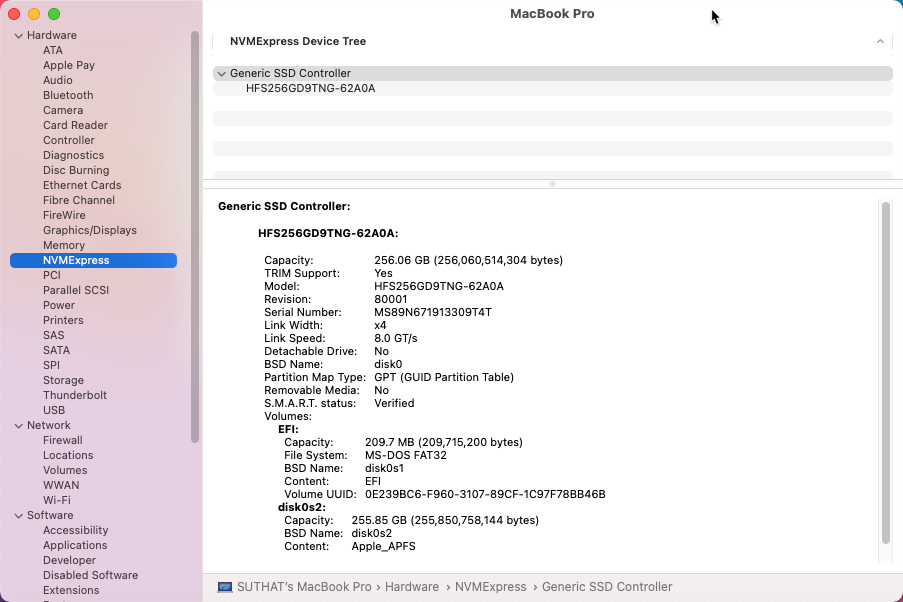 MacBook Pro
Hardware
ATA
Apple Pay
Audio
Bluetooth
Camera
Card Reader
Controller
Diagnostics
Disc Burning
Ethernet Cards
Fibre Channel
FireWire
Graphics/Displays
Memory
NVMExpress
PCI
Parallel SCSI
Power
Printers
SAS
SATA
SPI
Storage
Thunderbolt
USB
Network
Firewall
Locations
Volumes
WWAN
Wi-Fi
Software
Accessibility
Applications
Developer
Disabled Software
Extensions
NVMExpress Device Tree
Generic SSD Controller
HFS256GD9TNG-62A0A
Generic SSD Controller:
HFS256GD9TNG-62A0A:
Capacity: 256.06 GB (256,060,514,304 bytes)
TRIM Support: Yes
Model: HFS256GD9TNG-62A0A
Revision: 80001
Serial Number: MS89N671913309T4T
Link Width: x4
Link Speed: 8.0 GT/s
Detachable Drive: No
BSD Name: disk0
Partition Map Type: GPT (GUID Partition Table)
Removable Media: No
S.M.A.R.T. status: Verified
Volumes:
EFI:
Capacity: 209.7 MB (209,715,200 bytes)
File System: MS-DOS FAT32
BSD Name: disk0s1
Content: EFI
Volume UUID: 0E239BC6-F960-3107-89CF-1C97F78BB46B
disk0s2:
Capacity: 255.85 GB (255,850,758,144 bytes)
BSD Name: disk0s2
Content: Apple_APFS
SUTHAT's MacBook Pro › Hardware › NVMExpress › Generic SSD Controller